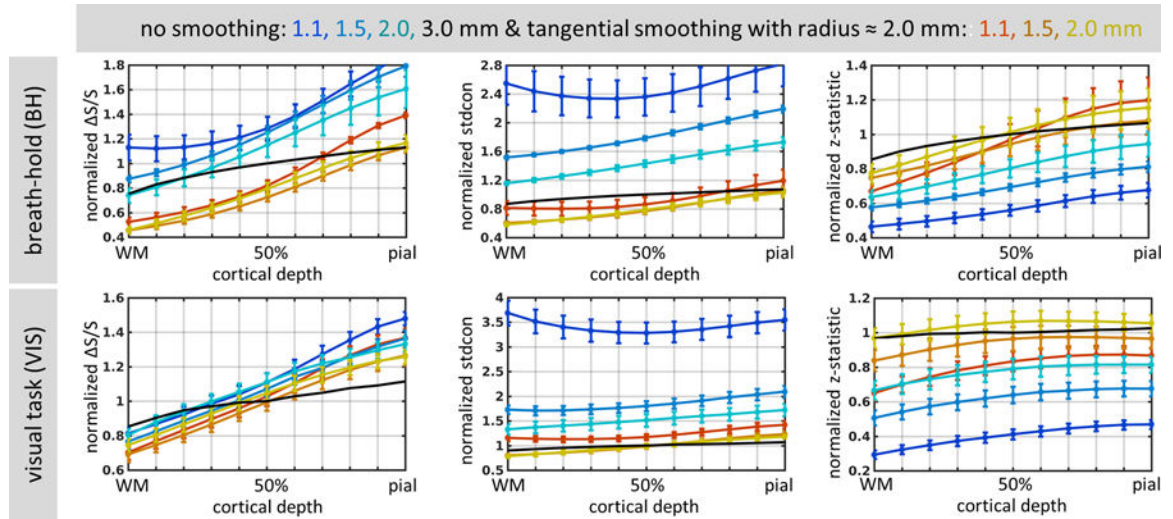 no smoothing: 1.1, 1.5, 2.0, 3.0 mm & tangential smoothing with radius ≈ 2.0 mm: 1.1, 1.5, 2.0 mm
breath-hold (BH)
normalized ΔS/S
1.8
1.6
1.4
1.2
1
0.8
0.6
0.4
WM 50% pial
cortical depth
normalized stdcon
2.8
2.4
2
1.6
1.2
0.8
0.4
WM 50% pial
cortical depth
normalized z-statistic
1.4
1.2
1
0.8
0.6
0.4
0.2
WM 50% pial
cortical depth
visual task (VIS)
normalized ΔS/S
1.6
1.4
1.2
1
0.8
0.6
WM 50% pial
cortical depth
normalized stdcon
4
3.5
3
2.5
2
1.5
1
0.5
WM 50% pial
cortical depth
normalized z-statistic
1.2
1
0.8
0.6
0.4
0.2
WM 50% pial
cortical depth